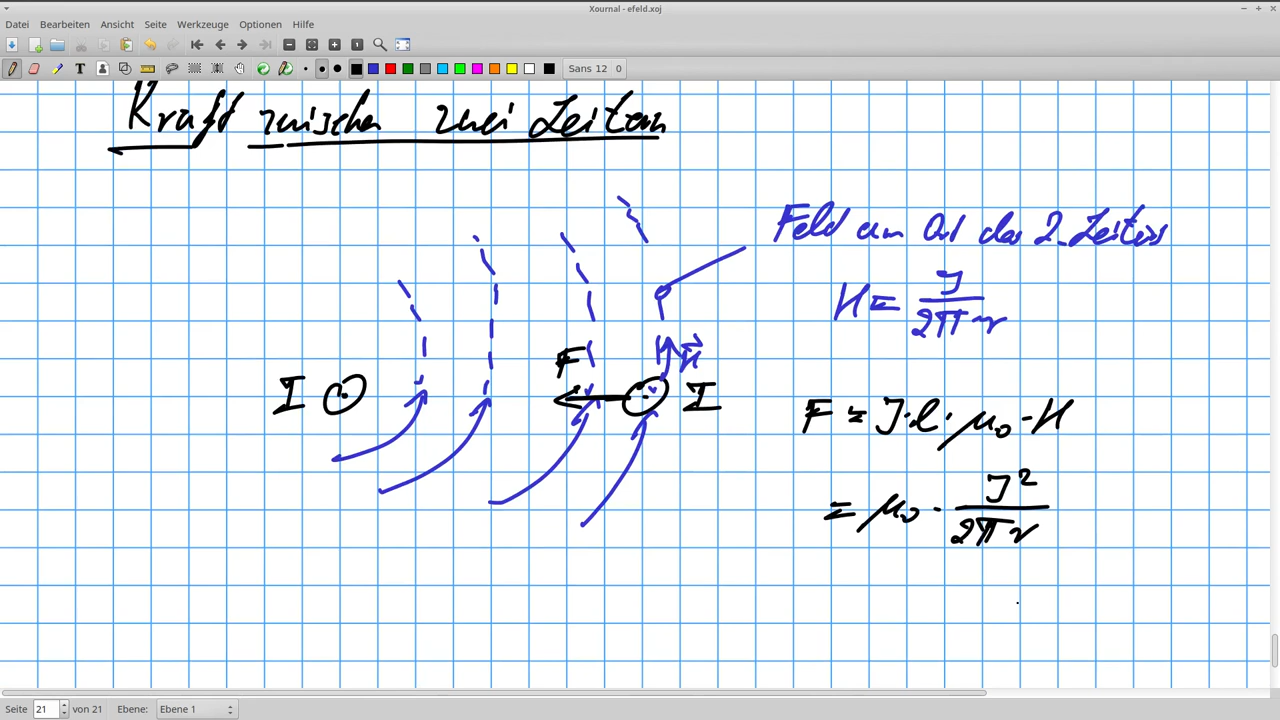 Xournal - efeld.xoj
Datei Bearbeiten Ansicht Seite Werkzeuge Optionen Hilfe
Sans 12 0
Kraft zwischen zwei Leitern
Feld am Ort des 2. Leiters
H = I / 2πr
F
H
I
I
F = I · l · μ₀ · H
= μ₀ · I² / 2πr
Seite 21 von 21 Ebene: Ebene 1